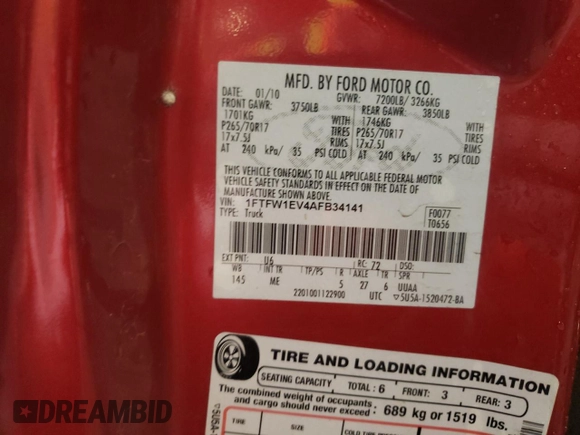 MFD. BY FORD MOTOR CO.
DATE: 01/10 GVWR: 7200LB/ 3266KG
FRONT GAWR: 3750LB REAR GAWR: 3850LB
1701KG WITH 1746KG WITH
P265/70R17 TIRES P265/70R17 TIRES
17x7.5J RIMS 17x7.5J RIMS
AT 240 kPa/ 35 PSI COLD AT 240 kPa/ 35 PSI COLD
THIS VEHICLE CONFORMS TO ALL APPLICABLE FEDERAL MOTOR
VEHICLE SAFETY AND THEFT PREVENTION STANDARDS IN EFFECT ON THE DATE OF
MANUFACTURE SHOWN ABOVE.
VIN: 1FTFW1EV4AFB34141
TYPE: Truck
F0077
T0656
EXT PNT: U6 RC: 72 DSO:
WB INT TR TP/PS R AXLE TR SPR
145 ME 5 27 6 UUAA
2201001122900 UTC ▽5U5A-1520472-BA
TIRE AND LOADING INFORMATION
SEATING CAPACITY TOTAL: 6 FRONT: 3 REAR: 3
The combined weight of occupants
and cargo should never exceed: 689 kg or 1519 lbs.
TIRE SIZE
DREAMBID